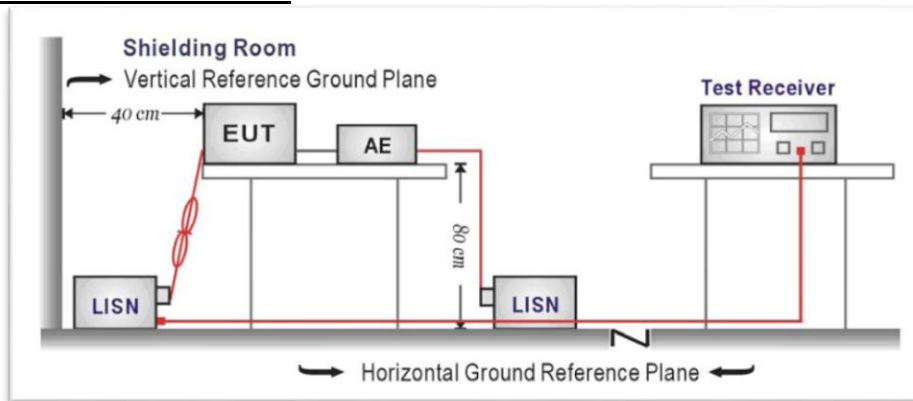 Shielding Room
Vertical Reference Ground Plane
Test Receiver
40 cm
EUT
AE
80 cm
LISN
LISN
Horizontal Ground Reference Plane